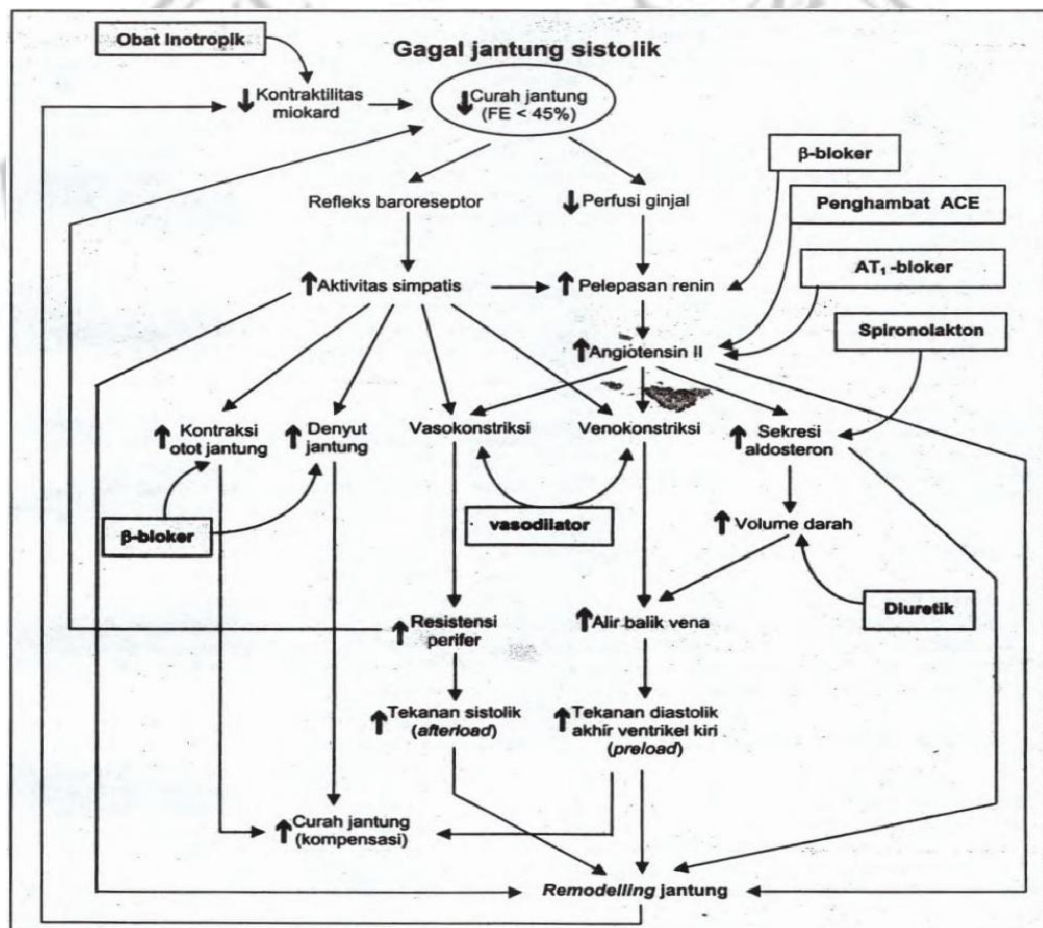 Obat Inotropik
Gagal jantung sistolik
↓ Kontraktilitas
miokard
↓ Curah jantung
(FE < 45%)
β-bloker
Refleks baroreseptor
↓ Perfusi ginjal
Penghambat ACE
↑ Aktivitas simpatis
↑ Pelepasan renin
AT₁ -bloker
Spironolakton
↑ Angiotensin II
↑ Kontraksi
otot jantung
↑ Denyut
jantung
Vasokonstriksi
Venokonstriksi
↑ Sekresi
aldosteron
β-bloker
vasodilator
↑ Volume darah
Diuretik
↑ Resistensi
perifer
↑ Alir balik vena
↑ Tekanan sistolik
(afterload)
↑ Tekanan diastolik
akhir ventrikel kiri
(preload)
↑ Curah jantung
(kompensasi)
Remodelling jantung